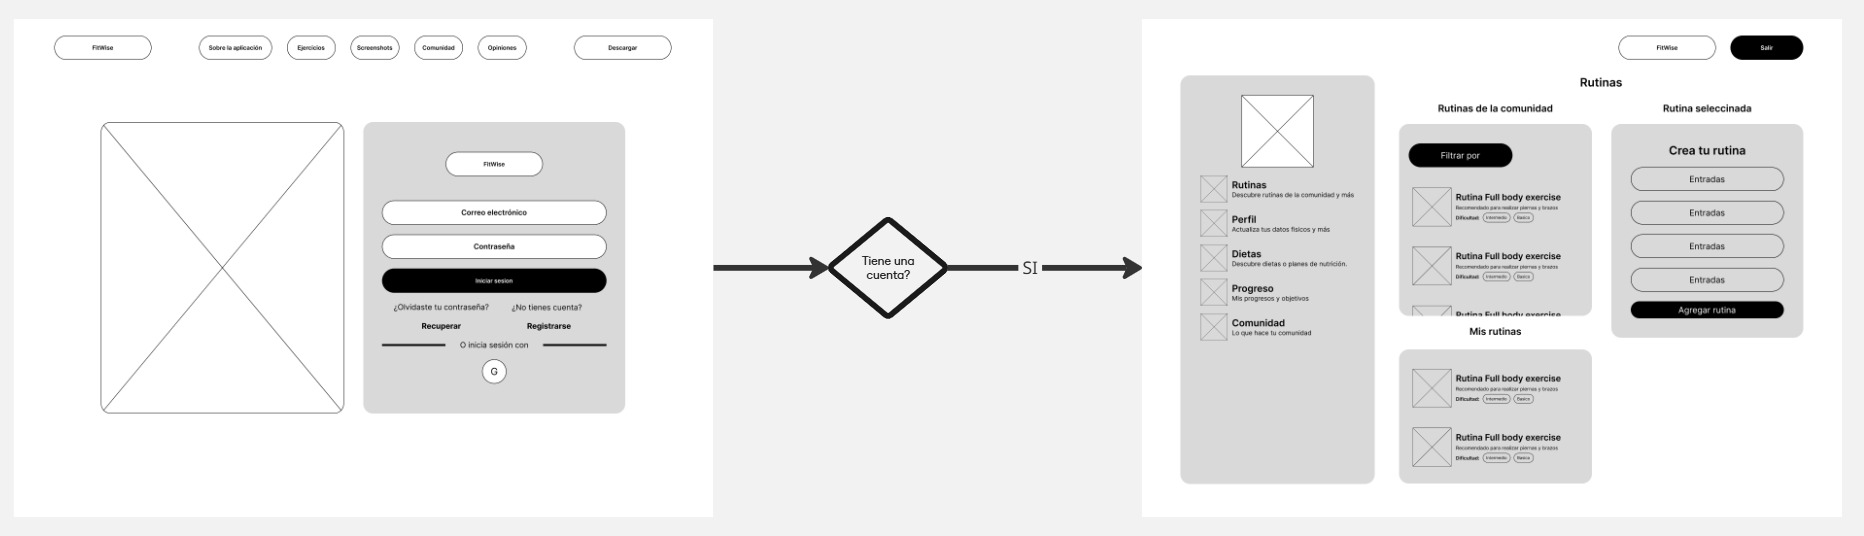 FitWise
Sobre la aplicación
Ejercicios
Screenshots
Comunidad
Opiniones
Descargar
FitWise
Correo electrónico
Contraseña
Iniciar sesion
¿Olvidaste tu contraseña?
¿No tienes cuenta?
Recuperar
Registrarse
O inicia sesión con
G
Tiene una
cuenta?
SI
FitWise
Salir
Rutinas
Descubre rutinas de la comunidad y más
Perfil
Actualiza tus datos físicos y más
Dietas
Descubre dietas o planes de nutrición.
Progreso
Mis progresos y objetivos
Comunidad
Lo que hace tu comunidad
Rutinas
Rutinas de la comunidad
Filtrar por
Rutina Full body exercise
Recomendado para realizar piernas y brazos
Dificultad: Intermedio Basico
Rutina Full body exercise
Recomendado para realizar piernas y brazos
Dificultad: Intermedio Basico
Rutina Full body exercise
Mis rutinas
Rutina Full body exercise
Recomendado para realizar piernas y brazos
Dificultad: Intermedio Basico
Rutina Full body exercise
Recomendado para realizar piernas y brazos
Dificultad: Intermedio Basico
Rutina seleccinada
Crea tu rutina
Entradas
Entradas
Entradas
Entradas
Agregar rutina